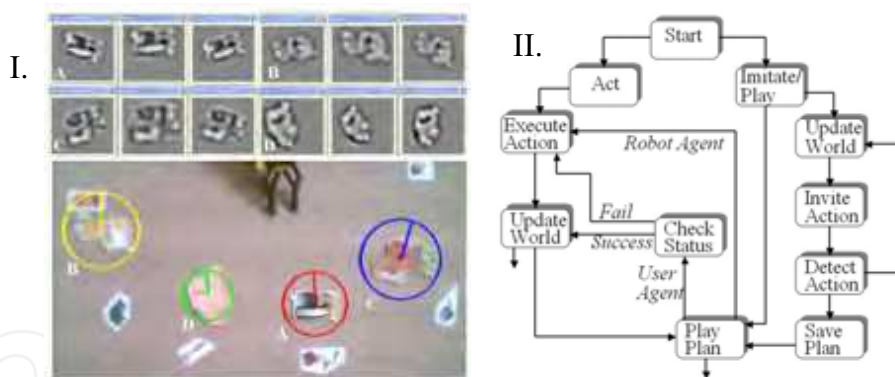 I.
A
B
C
D
B
D
A
C
II.
Start
Act
Imitate/
Play
Execute
Action
Robot Agent
Update
World
Fail
Update
World
Success
Check
Status
Invite
Action
User
Agent
Detect
Action
Play
Plan
Save
Plan